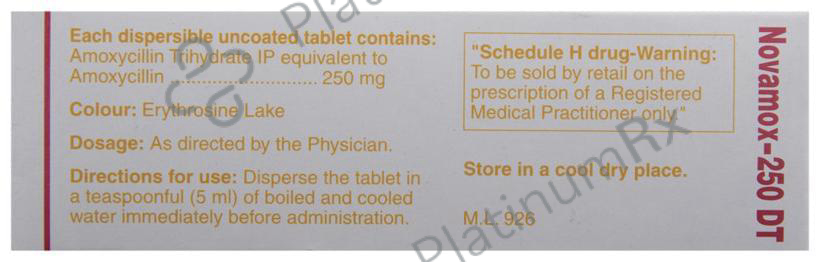 Each dispersible uncoated tablet contains:
Amoxycillin Trihydrate IP equivalent to
Amoxycillin ............................ 250 mg
Colour: Erythrosine Lake
Dosage: As directed by the Physician.
Directions for use: Disperse the tablet in
a teaspoonful (5 ml) of boiled and cooled
water immediately before administration.
"Schedule H drug-Warning:
To be sold by retail on the
prescription of a Registered
Medical Practitioner only."
Store in a cool dry place.
M.L. 926
Novamox-250 DT
PlatinumRx